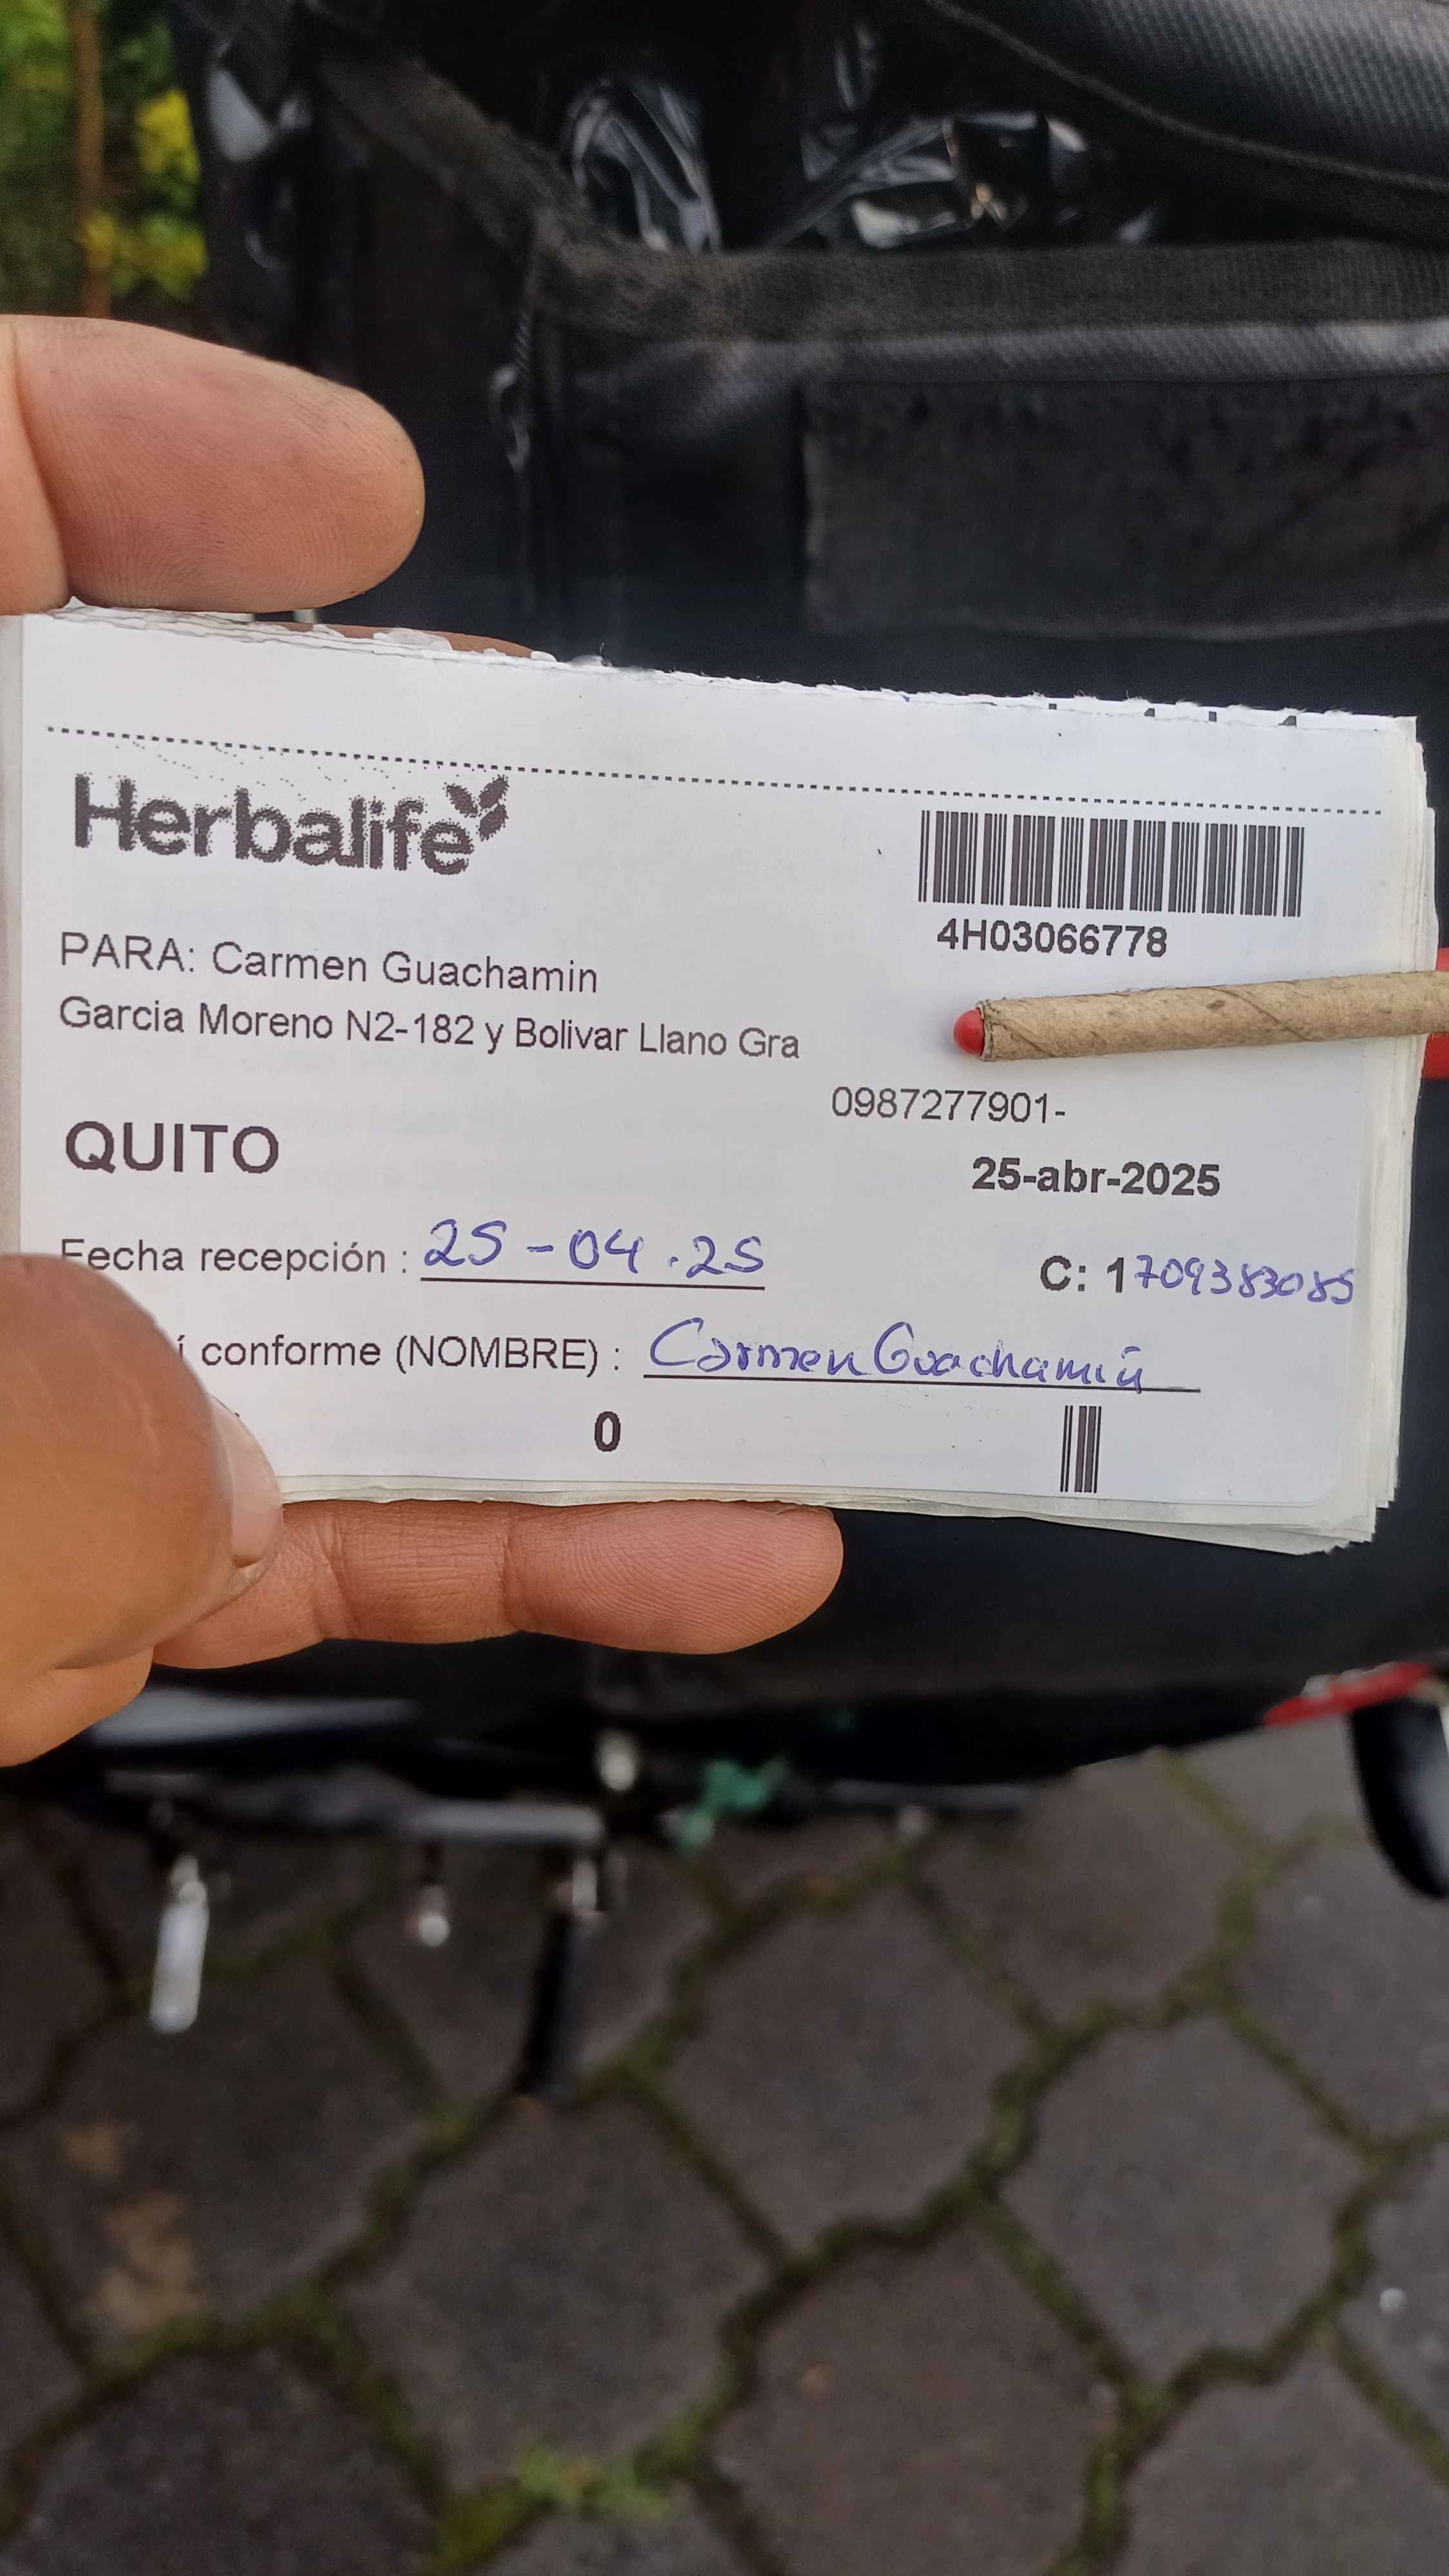 Herbalife
4H03066778
PARA: Carmen Guachamin
Garcia Moreno N2-182 y Bolivar Llano Gra
0987277901-
QUITO
25-abr-2025
Fecha recepción : 25-04.25
C: 1709383085
conforme (NOMBRE) : Carmen Guachamin
0